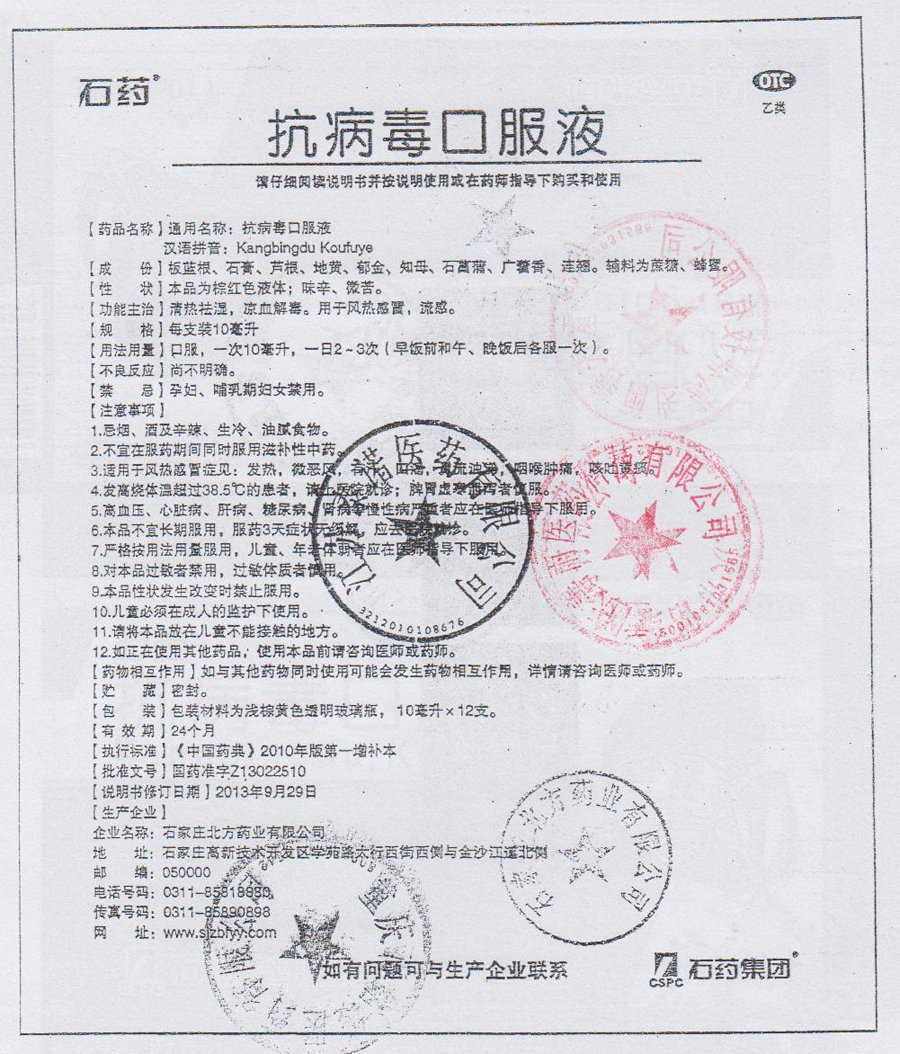 石药®
OTC
乙类
抗病毒口服液
请仔细阅读说明书并按说明使用或在药师指导下购买和使用
【药品名称】通用名称：抗病毒口服液
汉语拼音：Kangbingdu Koufuye
【成　　份】板蓝根、石膏、芦根、地黄、郁金、知母、石菖蒲、广藿香、连翘。辅料为蔗糖、蜂蜜。
【性　　状】本品为棕红色液体；味辛、微苦。
【功能主治】清热祛湿，凉血解毒。用于风热感冒，流感。
【规　　格】每支装10毫升
【用法用量】口服，一次10毫升，一日2~3次（早饭前和午、晚饭后各服一次）。
【不良反应】尚不明确。
【禁　　忌】孕妇、哺乳期妇女禁用。
【注意事项】
1.忌烟、酒及辛辣、生冷、油腻食物。
2.不宜在服药期间同时服用滋补性中药。
3.适用于风热感冒症见：发热，微恶风，有汗，口渴，鼻流浊涕，咽喉肿痛，咳吐黄痰。
4.发高烧体温超过38.5℃的患者，请上医院就诊；脾胃虚寒泄泻者慎服。
5.高血压、心脏病、肝病、糖尿病、肾病等慢性病严重者应在医师指导下服用。
6.本品不宜长期服用，服药3天症状无缓解，应去医院就诊。
7.严格按用法用量服用，儿童、年老体弱者应在医师指导下服用。
8.对本品过敏者禁用，过敏体质者慎用。
9.本品性状发生改变时禁止服用。
10.儿童必须在成人的监护下使用。
11.请将本品放在儿童不能接触的地方。
12.如正在使用其他药品，使用本品前请咨询医师或药师。
【药物相互作用】如与其他药物同时使用可能会发生药物相互作用，详情请咨询医师或药师。
【贮　　藏】密封。
【包　　装】包装材料为浅棕黄色透明玻璃瓶， 10毫升×12支。
【有 效 期】24个月
【执行标准】《中国药典》2010年版第一增补本
【批准文号】国药准字Z13022510
【说明书修订日期】2013年9月29日
【生产企业】
企业名称：石家庄北方药业有限公司
地　　址：石家庄高新技术开发区学苑路太行西街西侧与金沙江道北侧
邮　　编：050000
电话号码：0311-85818880
传真号码：0311-85890898
网　　址：www.sjzbfyy.com
如有问题可与生产企业联系
CSPC 石药集团®
石家庄北方药业有限公司
3212010108676